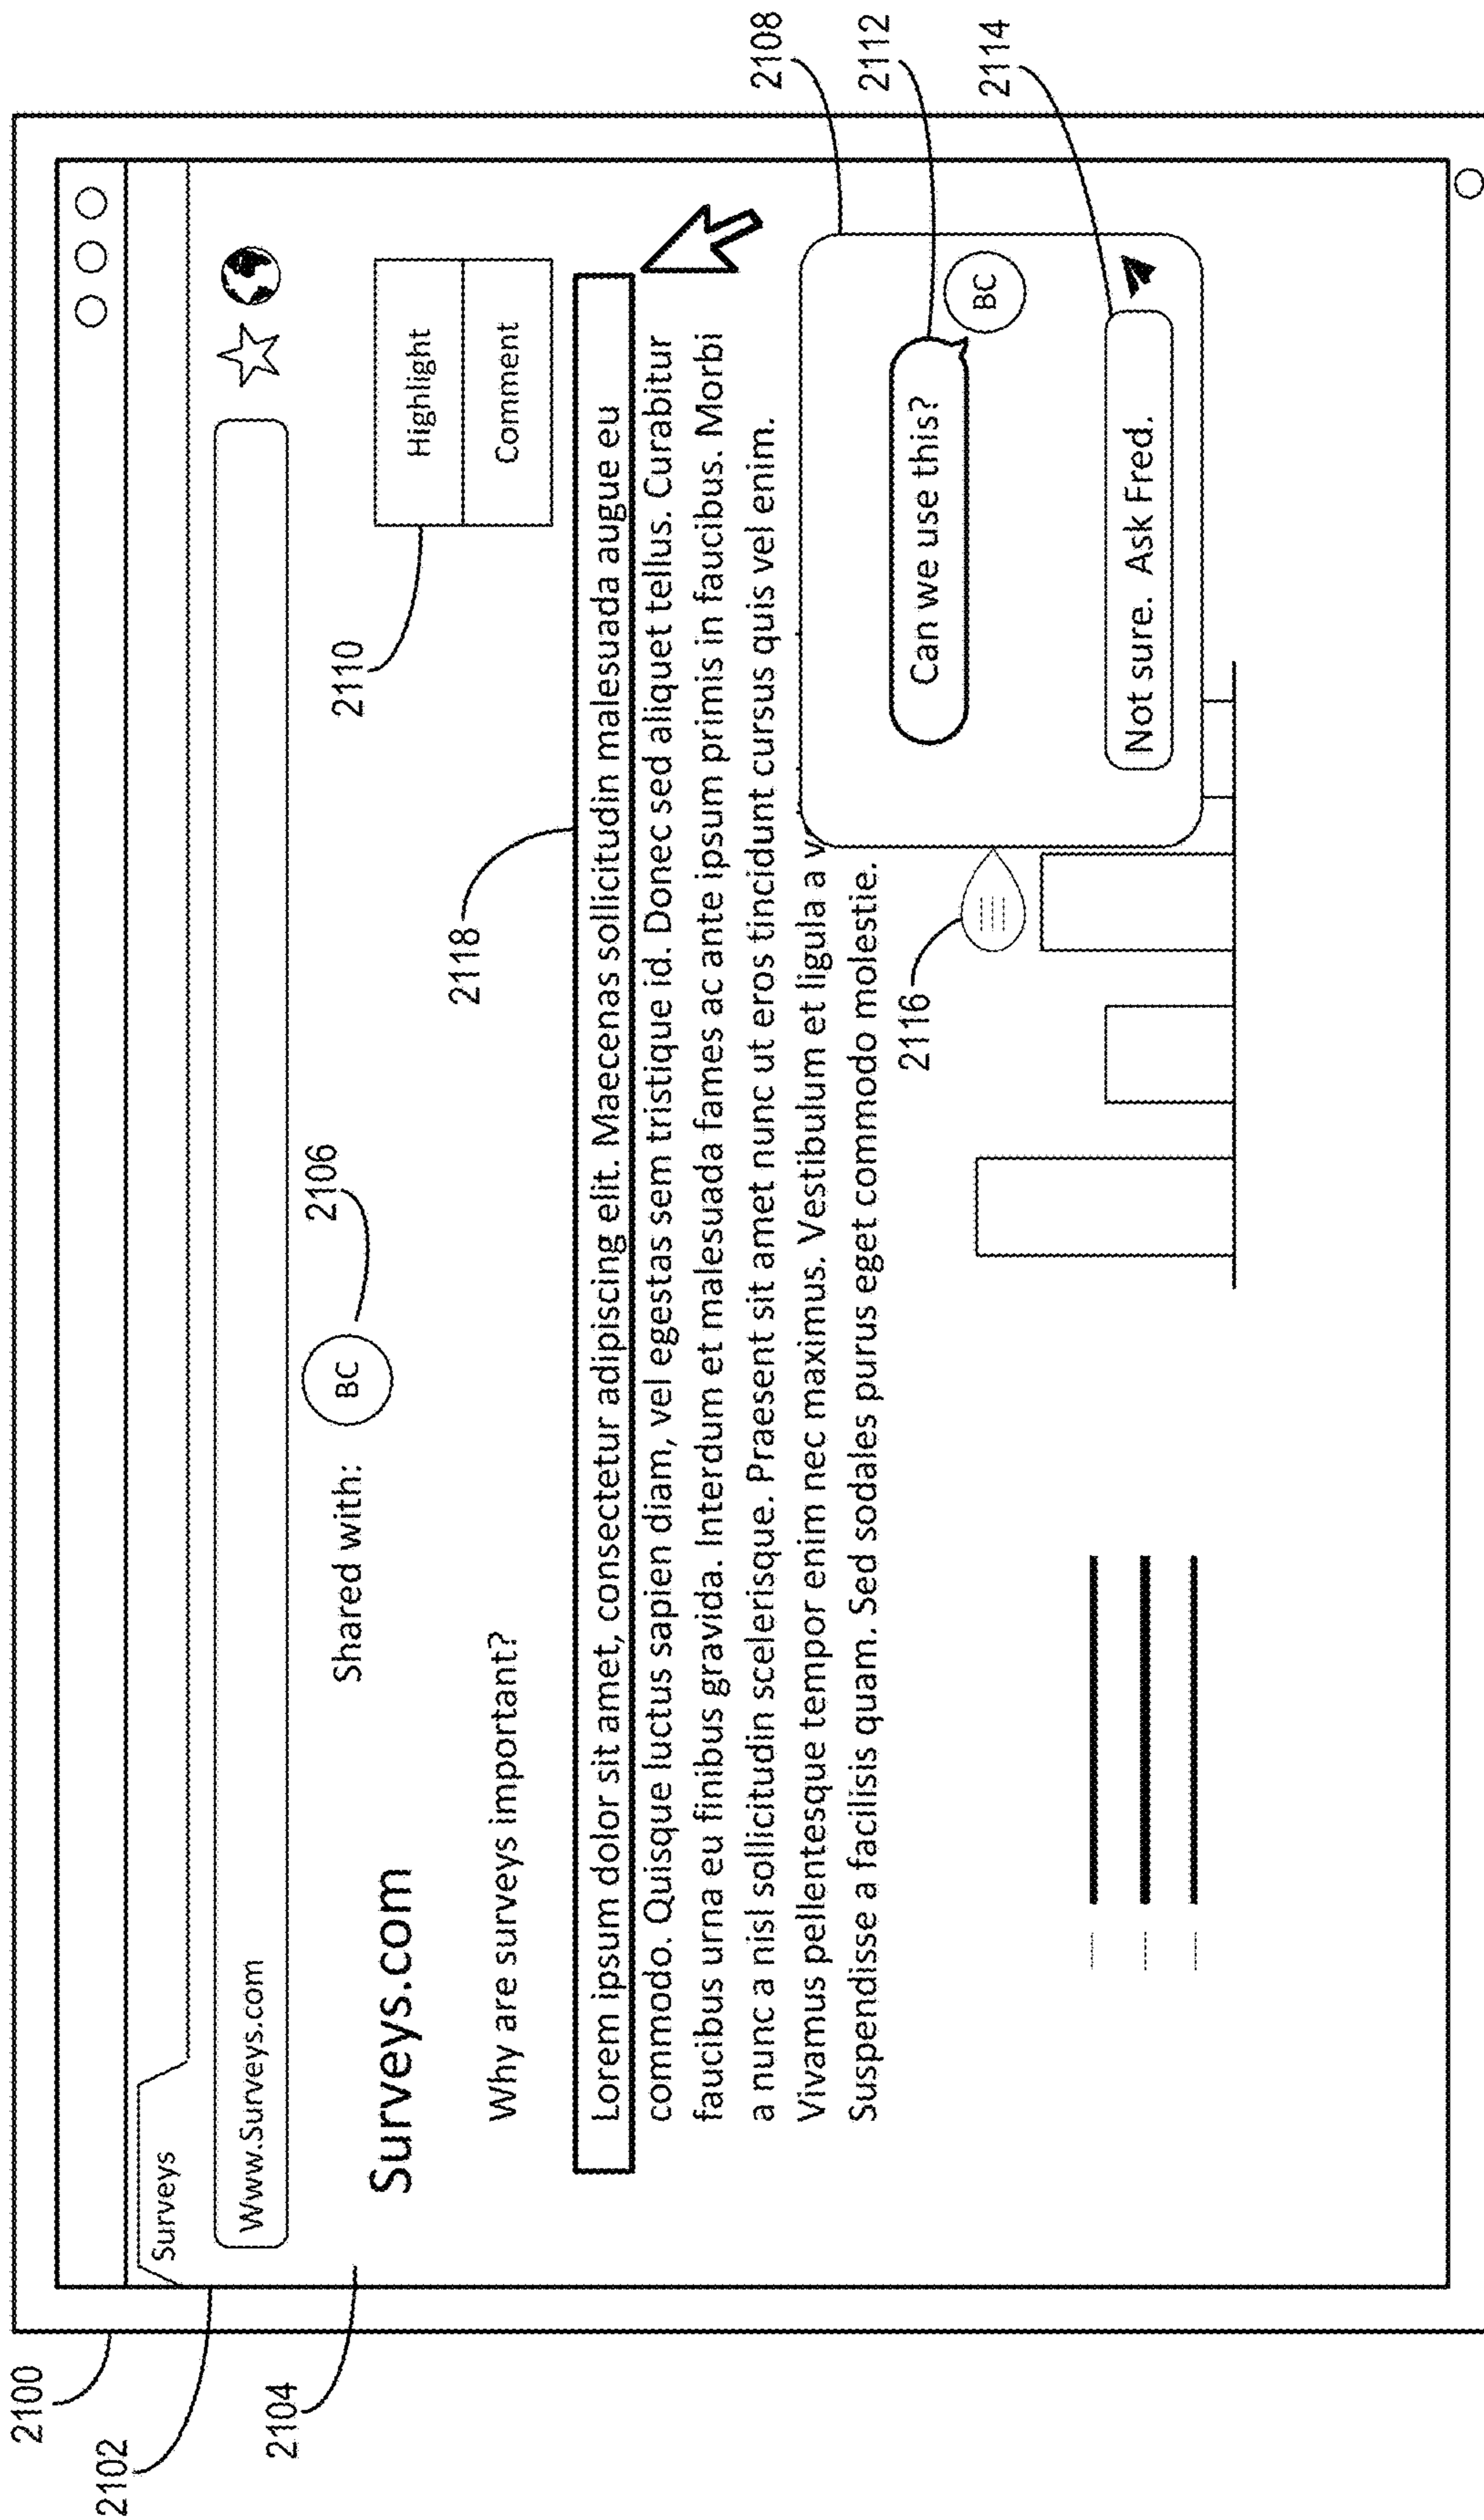 2100
2102
2104
Surveys
Www.Surveys.com
Shared with:
BC
2106
Surveys.com
2110
Highlight
Comment
Why are surveys important?
2118
Lorem ipsum dolor sit amet, consectetur adipiscing elit. Maecenas sollicitudin malesuada augue eu
commodo. Quisque luctus sapien diam, vel egestas sem tristique id. Donec sed aliquet tellus. Curabitur
faucibus urna eu finibus gravida. Interdum et malesuada fames ac ante ipsum primis in faucibus. Morbi
a nunc a nisl sollicitudin scelerisque. Praesent sit amet nunc ut eros tincidunt cursus quis vel enim.
Vivamus pellentesque tempor enim nec maximus. Vestibulum et ligula a v
Suspendisse a facilisis quam. Sed sodales purus eget commodo molestie.
2108
2112
2114
2116
Can we use this?
BC
Not sure. Ask Fred.